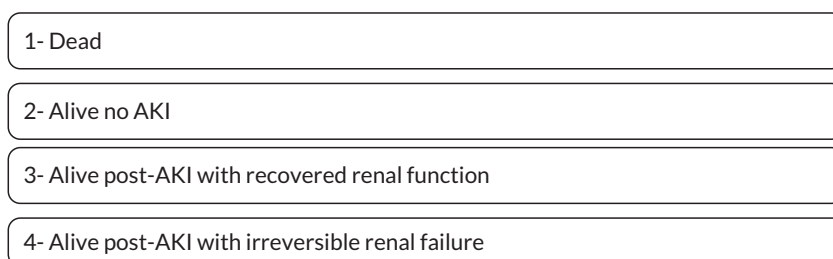 1- Dead
2- Alive no AKI
3- Alive post-AKI with recovered renal function
4- Alive post-AKI with irreversible renal failure